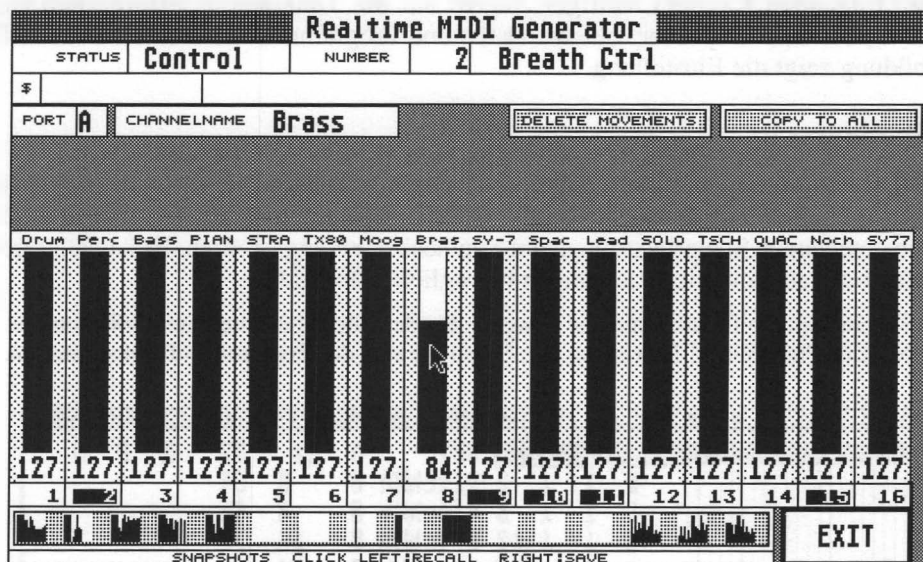 Realtime MIDI Generator
STATUS Control NUMBER 2 Breath Ctrl
$
PORT A CHANNELNAME Brass DELETE MOVEMENTS COPY TO ALL
Drum Perc Bass PIAN STRA TX80 Moog Bras SY-7 Spac Lead SOLO TSCH QUAC Noch SY77
127 127 127 127 127 127 127 84 127 127 127 127 127 127 127 127
1 2 3 4 5 6 7 8 9 10 11 12 13 14 15 16
EXIT
SNAPSHOTS CLICK LEFT:RECALL RIGHT:SAVE